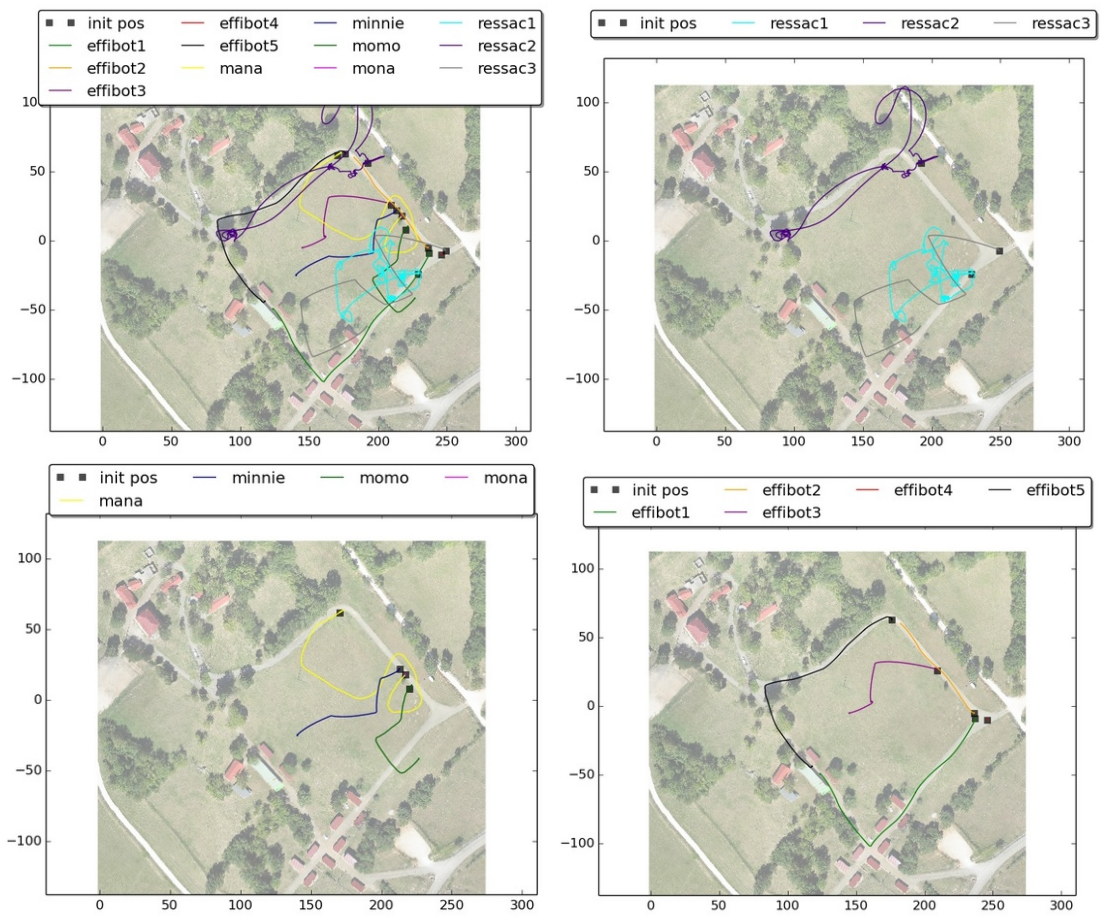 init pos effibot4 minnie ressac1
effibot1 effibot5 momo ressac2
effibot2 mana mona ressac3
effibot3
10
50
0
−50
−100
0 50 100 150 200 250 300
init pos ressac1 ressac2 ressac3
100
50
0
−50
−100
0 50 100 150 200 250 300
init pos minnie momo mona
mana
100
50
0
−50
−100
0 50 100 150 200 250 300
init pos effibot2 effibot4 effibot5
effibot1 effibot3
100
50
0
−50
−100
0 50 100 150 200 250 300